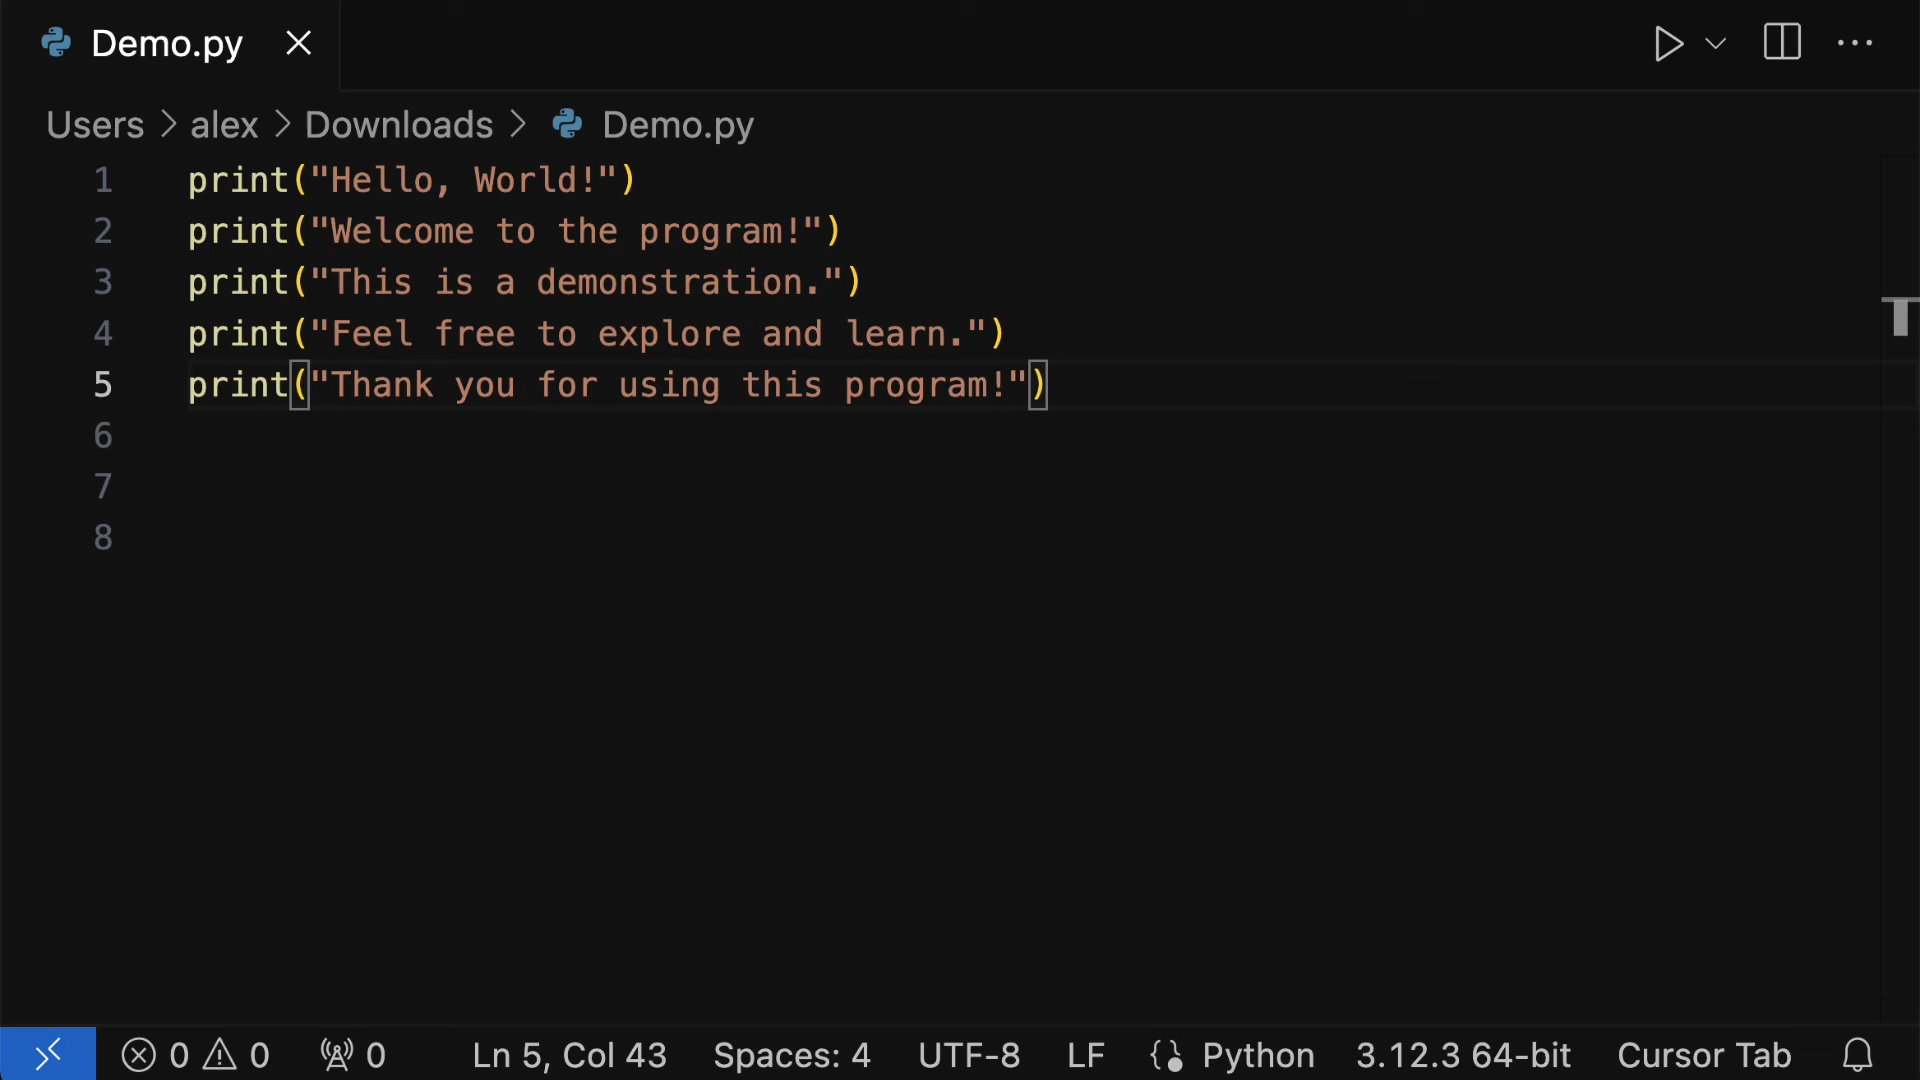 Demo.py
Users > alex > Downloads > Demo.py
1 print("Hello, World!")
2 print("Welcome to the program!")
3 print("This is a demonstration.")
4 print("Feel free to explore and learn.")
5 print("Thank you for using this program!")
6
7
8
0 0 0 Ln 5, Col 43 Spaces: 4 UTF-8 LF Python 3.12.3 64-bit Cursor Tab